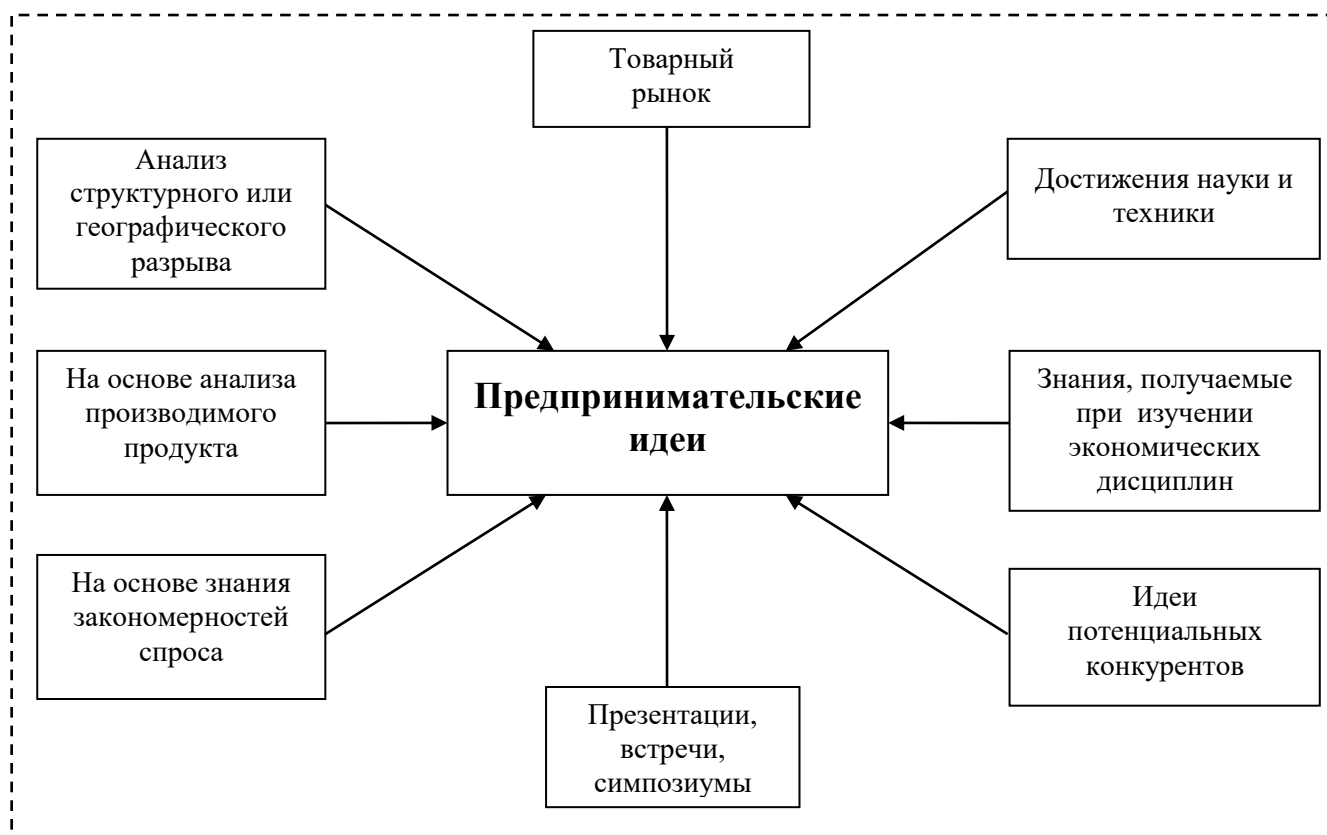 Товарный
рынок
Анализ
структурного или
географического
разрыва
Достижения науки и
техники
На основе анализа
производимого
продукта
Предпринимательские
идеи
Знания, получаемые
при изучении
экономических
дисциплин
На основе знания
закономерностей
спроса
Идеи
потенциальных
конкурентов
Презентации,
встречи,
симпозиумы